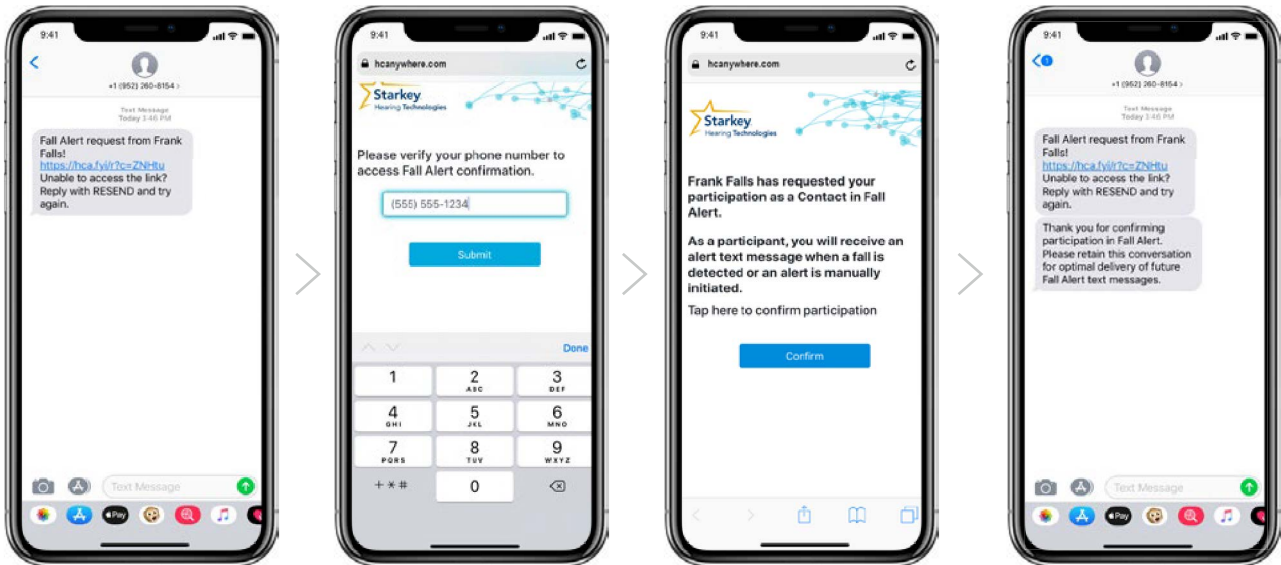 9:41
+1 (952) 260-8154 >
Text Message
Today 3:46 PM
Fall Alert request from Frank
Falls!
https://hca.fyi/r?c=ZNHtu
Unable to access the link?
Reply with RESEND and try
again.
Text Message
Pay
9:41
hcanywhere.com
Starkey
Hearing Technologies
Please verify your phone number to
access Fall Alert confirmation.
(555) 555-1234
Submit
Done
1
2
ABC
3
DEF
4
GHI
5
JKL
6
MNO
7
PQRS
8
TUV
9
WXYZ
+ * #
0
9:41
hcanywhere.com
Starkey
Hearing Technologies
Frank Falls has requested your
participation as a Contact in Fall
Alert.
As a participant, you will receive an
alert text message when a fall is
detected or an alert is manually
initiated.
Tap here to confirm participation
Confirm
9:41
1
+1 (952) 260-8154 >
Text Message
Today 3:46 PM
Fall Alert request from Frank
Falls!
https://hca.fyi/r?c=ZNHtu
Unable to access the link?
Reply with RESEND and try
again.
Thank you for confirming
participation in Fall Alert.
Please retain this conversation
for optimal delivery of future
Fall Alert text messages.
Text Message
Pay